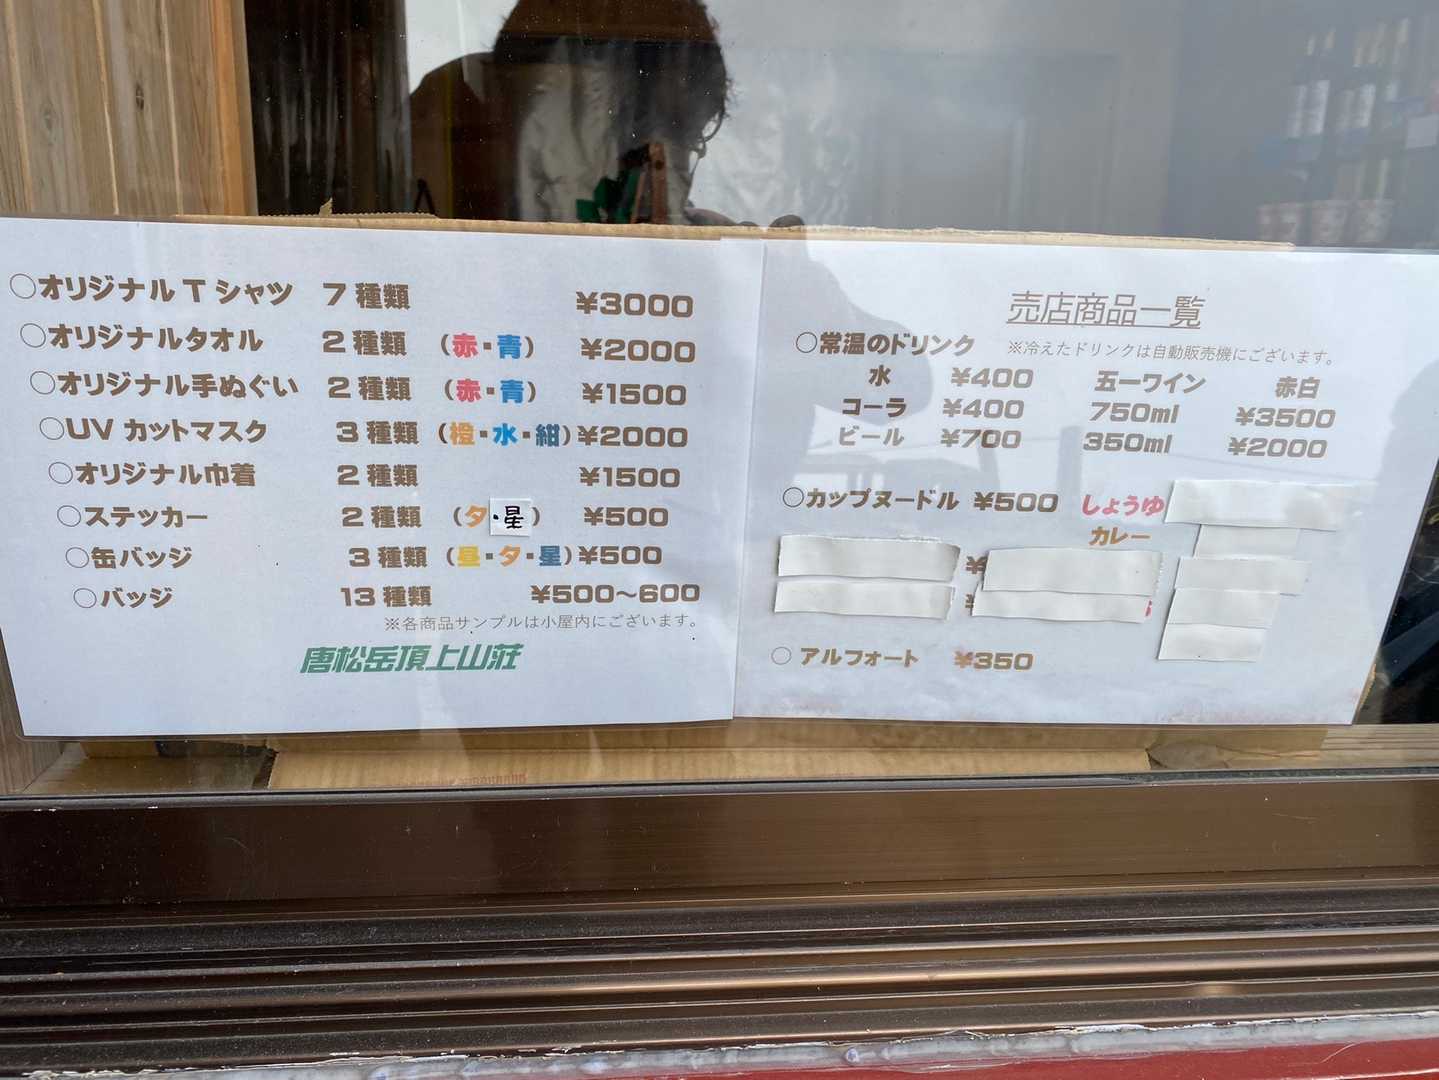 ○オリジナルTシャツ 7種類 ¥3000
○オリジナルタオル 2種類 (赤・青) ¥2000
○オリジナル手ぬぐい 2種類 (赤・青) ¥1500
○UVカットマスク 3種類 (橙・水・紺) ¥2000
○オリジナル巾着 2種類 ¥1500
○ステッカー 2種類 (夕・星) ¥500
○缶バッジ 3種類 (昼・夕・星) ¥500
○バッジ 13種類 ¥500~600
※各商品サンプルは小屋内にございます。
唐松岳頂上山荘
売店商品一覧
○常温のドリンク ※冷えたドリンクは自動販売機にございます。
水 ¥400 五一ワイン 赤白
コーラ ¥400 750ml ¥3500
ビール ¥700 350ml ¥2000
○カップヌードル ¥500 しょうゆ
カレー
¥
¥
○ アルフォート ¥350